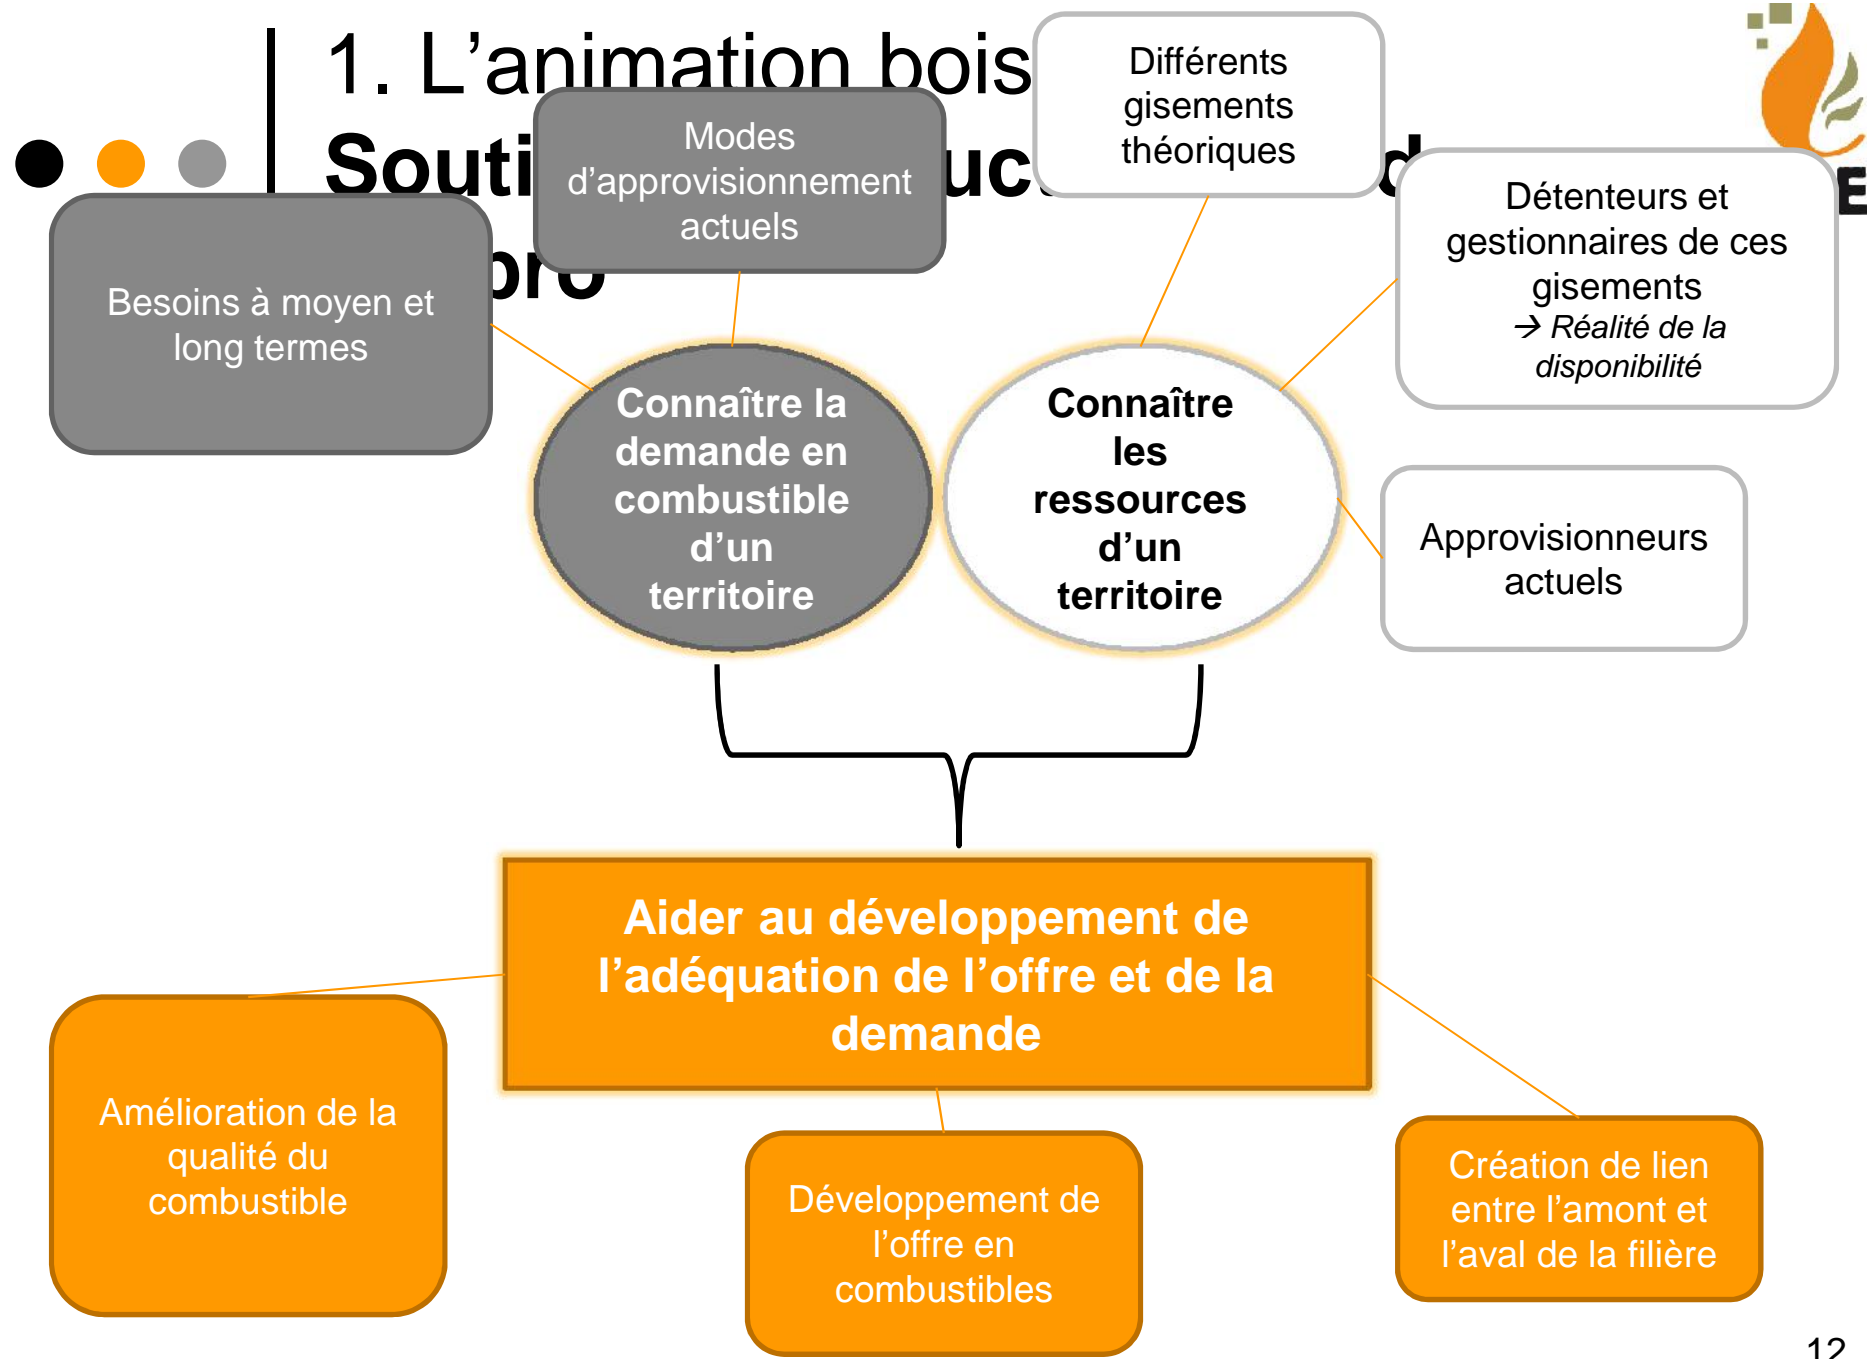 1. L’animation bois
Différents
gisements
théoriques
Modes
d’approvisionnement
actuels
Détenteurs et
gestionnaires de ces
gisements
→ Réalité de la
disponibilité
Besoins à moyen et
long termes
Connaître la
demande en
combustible
d’un
territoire
Connaître
les
ressources
d’un
territoire
Approvisionneurs
actuels
Aider au développement de
l’adéquation de l’offre et de la
demande
Amélioration de la
qualité du
combustible
Développement de
l’offre en
combustibles
Création de lien
entre l’amont et
l’aval de la filière
12